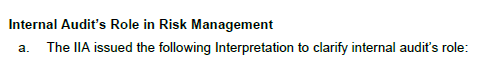 Internal Audit's Role in Risk Management
a. The IIA issued the following Interpretation to clarify internal audit's role: